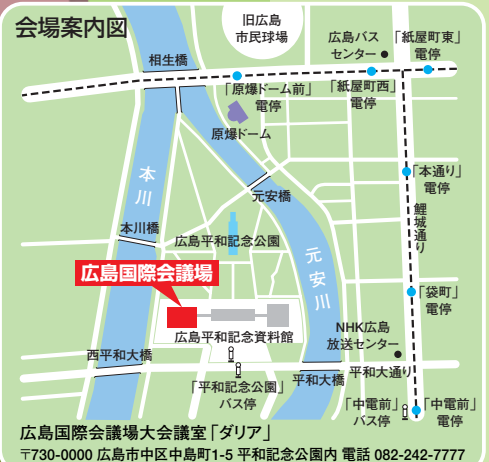 会場案内図
旧広島
市民球場
相生橋
広島バス
センター
「紙屋町東」
電停
「原爆ドーム前」
電停
「紙屋町西」
電停
原爆ドーム
本川
元安橋
「本通り」
電停
鯉城通り
本川橋
広島平和記念公園
元安川
広島国際会議場
「袋町」
電停
広島平和記念資料館
NHK広島
放送センター
西平和大橋
平和大橋
平和大通り
「平和記念公園」
バス停
「中電前」
バス停
「中電前」
電停
広島国際会議場大会議室「ダリア」
〒730-0000 広島市中区中島町1-5 平和記念公園内 電話 082-242-7777